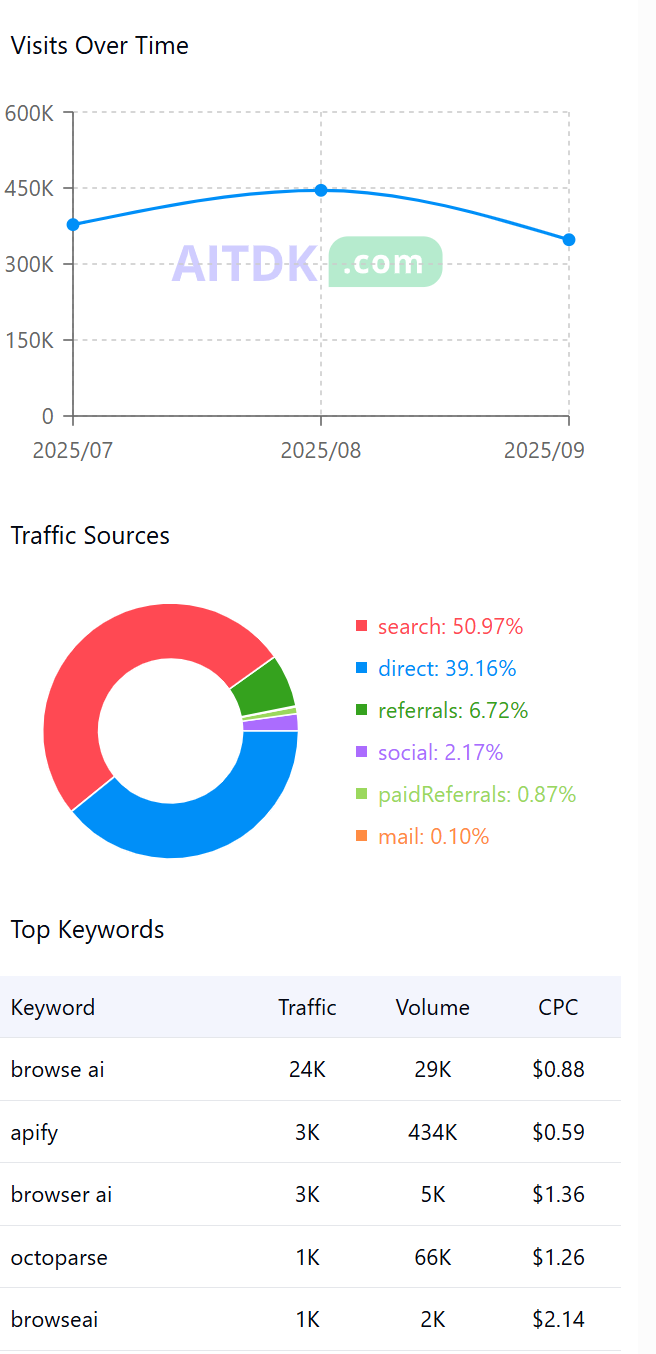 Visits Over Time
600K
450K
300K
150K
0
AITDK .com
2025/07 2025/08 2025/09
Traffic Sources
search: 50.97%
direct: 39.16%
referrals: 6.72%
social: 2.17%
paidReferrals: 0.87%
mail: 0.10%
Top Keywords
Keyword Traffic Volume CPC
browse ai 24K 29K $0.88
apify 3K 434K $0.59
browser ai 3K 5K $1.36
octoparse 1K 66K $1.26
browseai 1K 2K $2.14